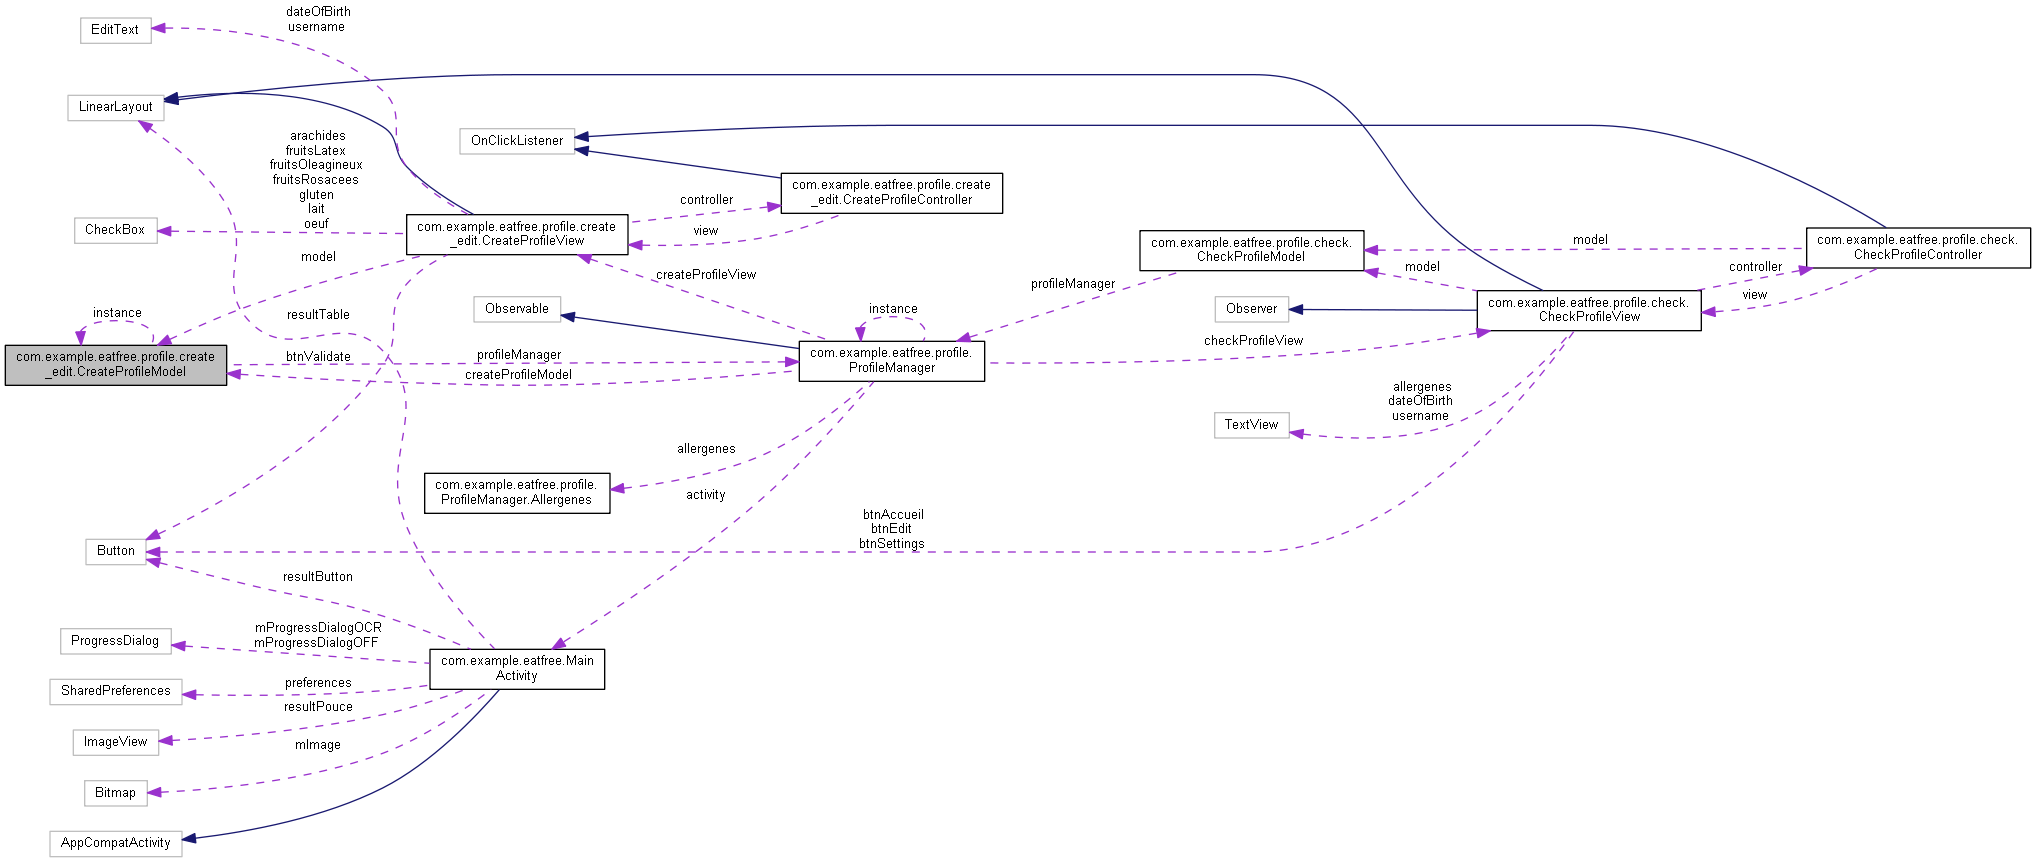 dateOfBirth
username
EditText
LinearLayout
arachides
fruitsLatex
fruitsOleagineux
fruitsRosacees
gluten
lait
oeuf
OnClickListener
com.example.eatfree.profile.create
_edit.CreateProfileController
controller
view
CheckBox
com.example.eatfree.profile.create
_edit.CreateProfileView
model
createProfileView
com.example.eatfree.profile.check.
CheckProfileModel
model
com.example.eatfree.profile.check.
CheckProfileController
model
controller
view
profileManager
instance
resultTable
Observable
instance
Observer
com.example.eatfree.profile.check.
CheckProfileView
com.example.eatfree.profile.create
_edit.CreateProfileModel
btnValidate
profileManager
createProfileModel
com.example.eatfree.profile.
ProfileManager
checkProfileView
allergenes
dateOfBirth
username
TextView
allergenes
com.example.eatfree.profile.
ProfileManager.Allergenes
activity
btnAccueil
btnEdit
btnSettings
Button
resultButton
mProgressDialogOCR
mProgressDialogOFF
ProgressDialog
com.example.eatfree.Main
Activity
preferences
SharedPreferences
resultPouce
ImageView
mImage
Bitmap
AppCompatActivity